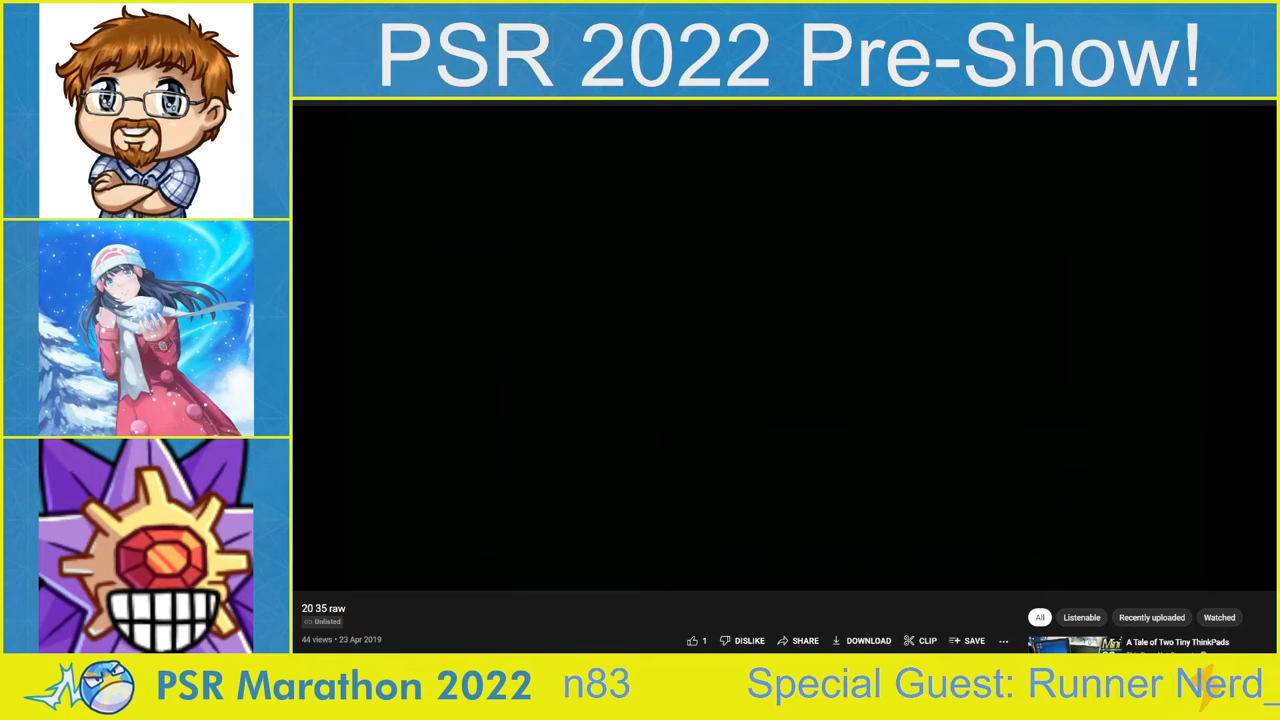 PSR 2022 Pre-Show!
20 35 raw
Unlisted
44 views • 23 Apr 2019
1 DISLIKE SHARE DOWNLOAD CLIP SAVE ...
All Listenable Recently uploaded Watched
A Tale of Two Tiny ThinkPads
PSR Marathon 2022 n83 Special Guest: Runner Nerd_